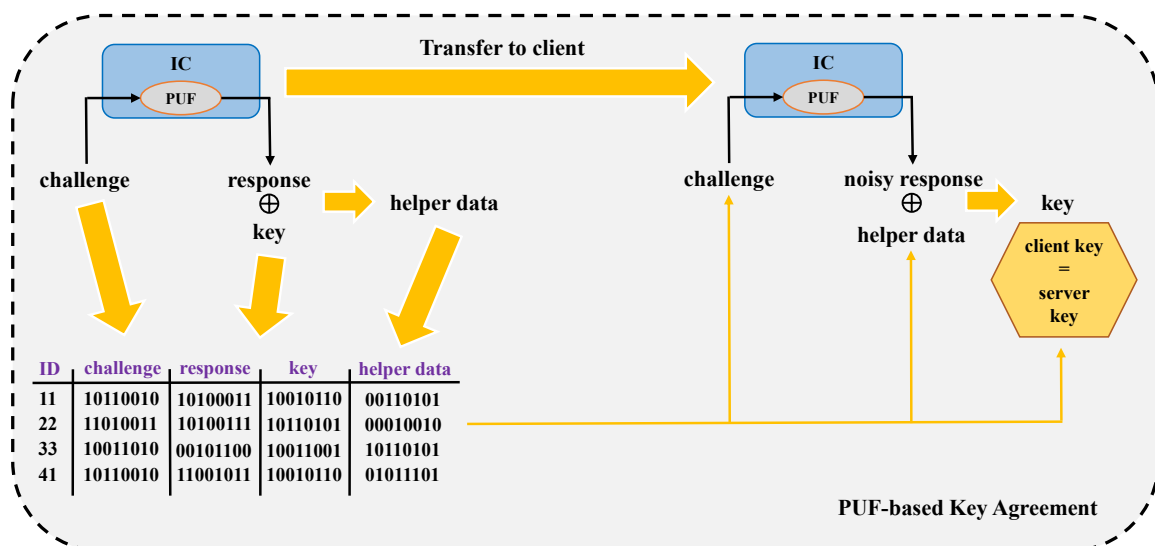 Transfer to client
IC
PUF
IC
PUF
challenge
response
⊕
key
helper data
challenge
noisy response
⊕
helper data
key
client key
=
server
key
ID challenge response key helper data
11 10110010 10100011 10010110 00110101
22 11010011 10100111 10110101 00010010
33 10011010 00101100 10011001 10110101
41 10110010 11001011 10010110 01011101
PUF-based Key Agreement